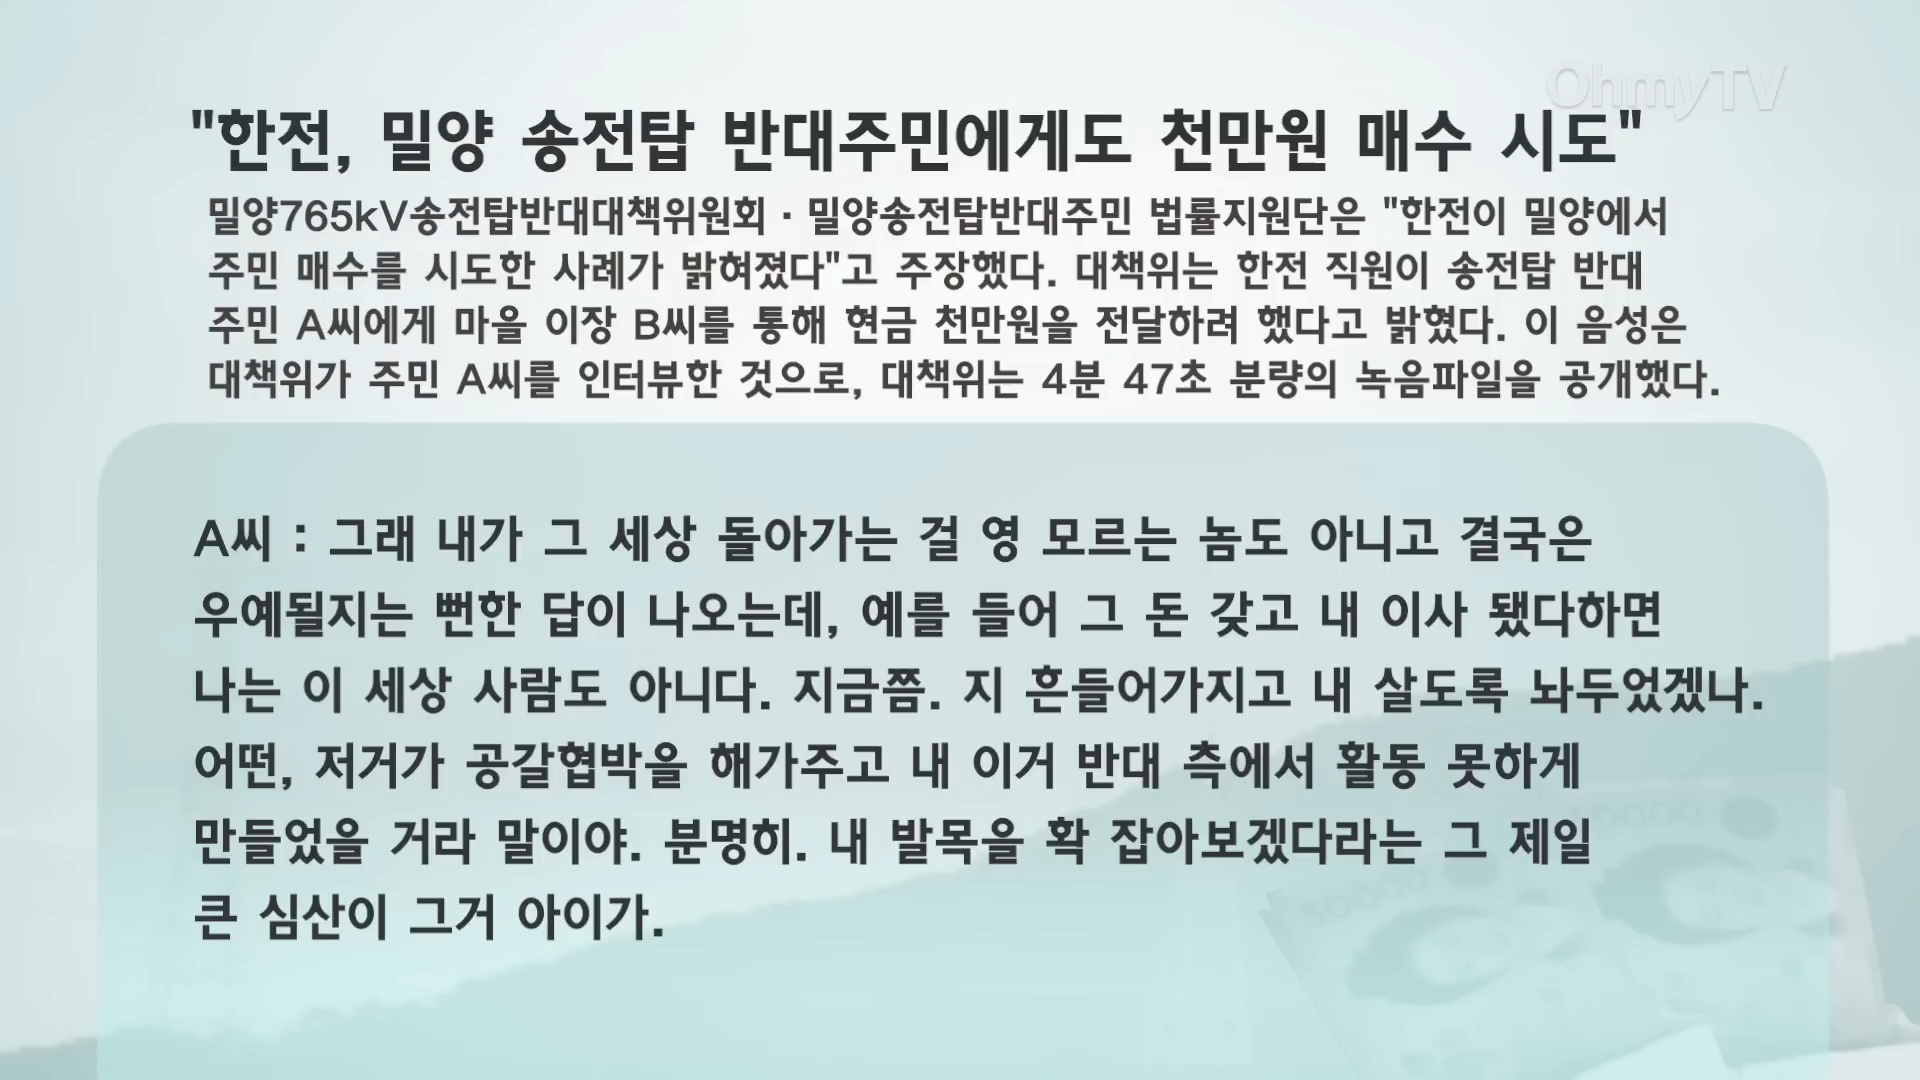 OhmyTV
"한전, 밀양 송전탑 반대주민에게도 천만원 매수 시도"
밀양765kV송전탑반대대책위원회 · 밀양송전탑반대주민 법률지원단은 "한전이 밀양에서
주민 매수를 시도한 사례가 밝혀졌다"고 주장했다. 대책위는 한전 직원이 송전탑 반대
주민 A씨에게 마을 이장 B씨를 통해 현금 천만원을 전달하려 했다고 밝혔다. 이 음성은
대책위가 주민 A씨를 인터뷰한 것으로, 대책위는 4분 47초 분량의 녹음파일을 공개했다.
A씨 : 그래 내가 그 세상 돌아가는 걸 영 모르는 놈도 아니고 결국은
우예될지는 뻔한 답이 나오는데, 예를 들어 그 돈 갖고 내 이사 됐다하면
나는 이 세상 사람도 아니다. 지금쯤. 지 흔들어가지고 내 살도록 놔두었겠나.
어떤, 저거가 공갈협박을 해가주고 내 이거 반대 측에서 활동 못하게
만들었을 거라 말이야. 분명히. 내 발목을 확 잡아보겠다라는 그 제일
큰 심산이 그거 아이가.